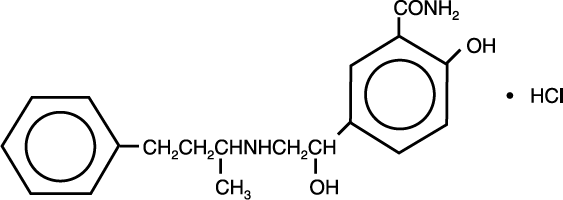 CONH₂
OH
• HCl
CH₂CH₂CHNHCH₂CH
CH₃ OH